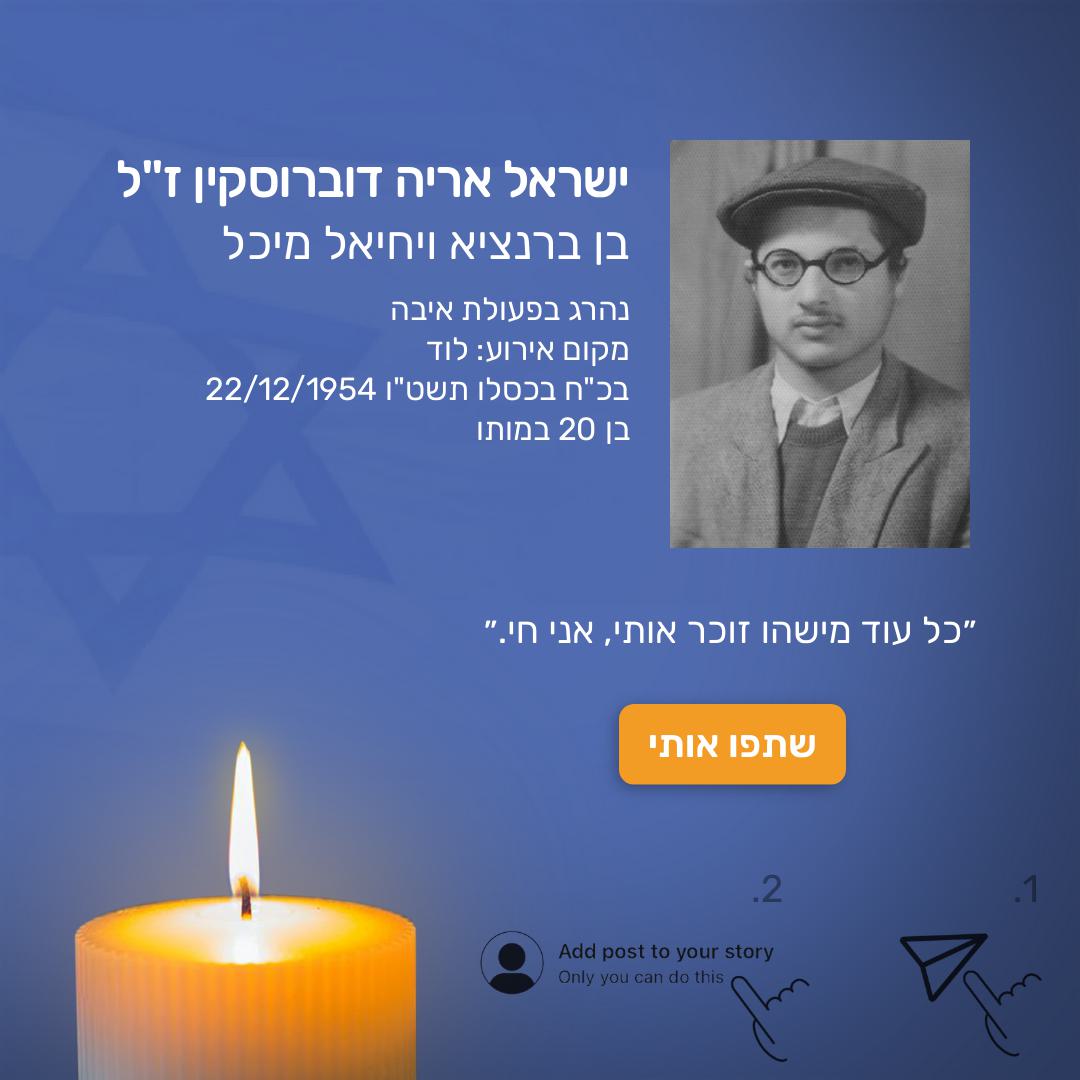 ישראל אריה דוברוסקין ז"ל
בן ברנציא ויחיאל מיכל
נהרג בפעולת איבה
מקום אירוע: לוד
בכ"ח בכסלו תשט"ו 22/12/1954
בן 20 במותו
״כל עוד מישהו זוכר אותי, אני חי.״
שתפו אותי
1.
2.
Add post to your story
Only you can do this